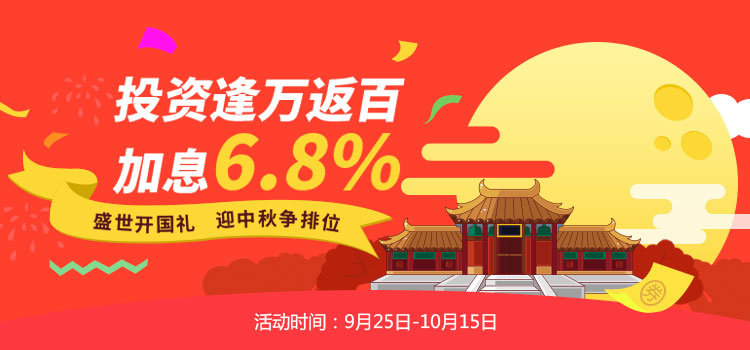 投资逢万返百
加息6.8%
盛世开国礼 迎中秋争排位
券
活动时间：9月25日-10月15日